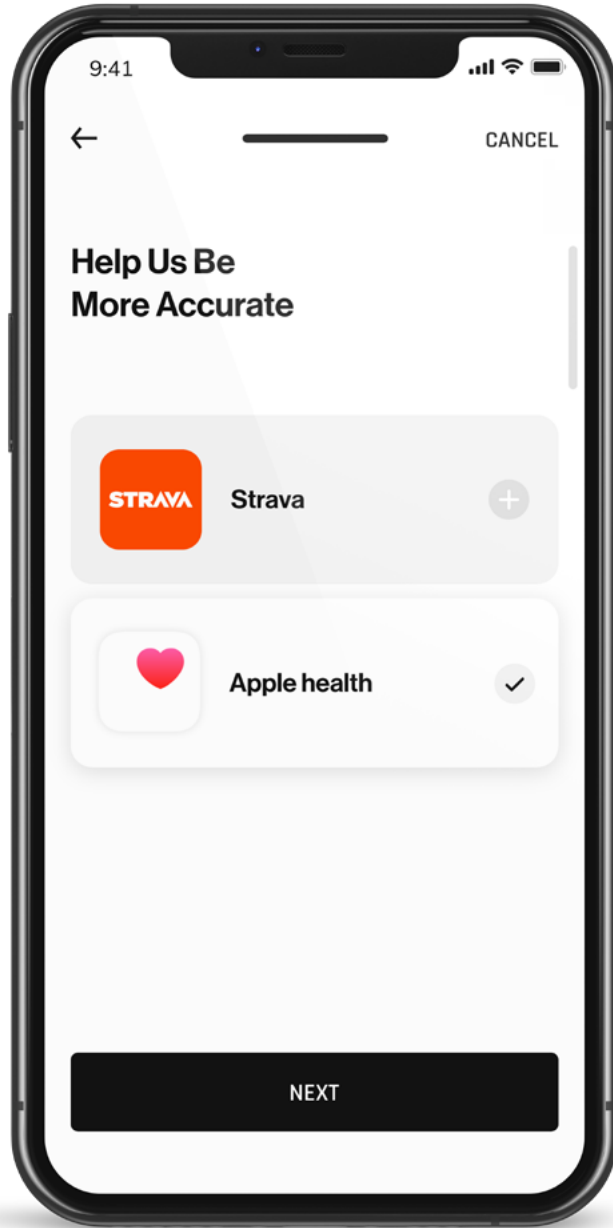 9:41
CANCEL
Help Us Be
More Accurate
STRAVA
Strava
Apple health
NEXT